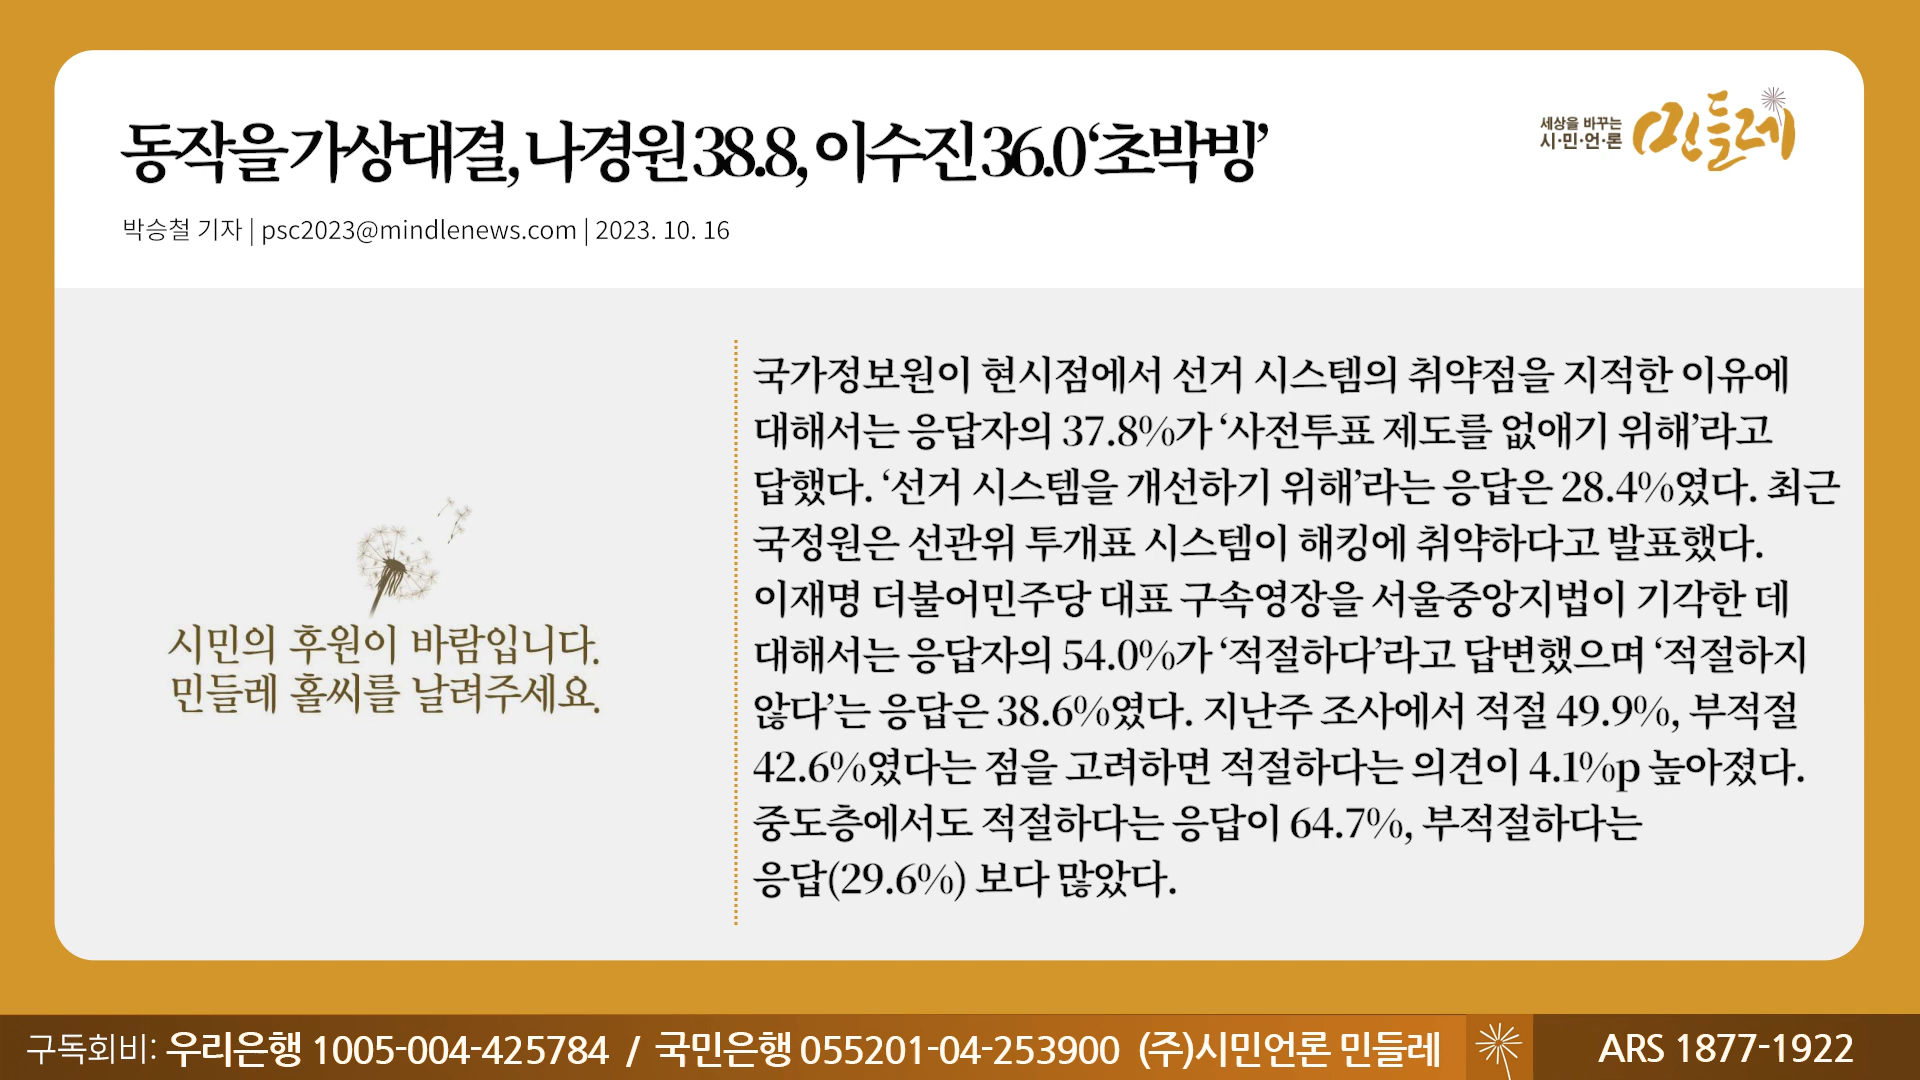 동작을 가상대결, 나경원 38.8, 이수진 36.0 ‘초박빙’
세상을 바꾸는
시·민·언·론
민들레
박승철 기자 | psc2023@mindlenews.com | 2023. 10. 16
시민의 후원이 바람입니다.
민들레 홀씨를 날려주세요.
국가정보원이 현시점에서 선거 시스템의 취약점을 지적한 이유에
대해서는 응답자의 37.8%가 ‘사전투표 제도를 없애기 위해’라고
답했다. ‘선거 시스템을 개선하기 위해’라는 응답은 28.4%였다. 최근
국정원은 선관위 투개표 시스템이 해킹에 취약하다고 발표했다.
이재명 더불어민주당 대표 구속영장을 서울중앙지법이 기각한 데
대해서는 응답자의 54.0%가 ‘적절하다’라고 답변했으며 ‘적절하지
않다’는 응답은 38.6%였다. 지난주 조사에서 적절 49.9%, 부적절
42.6%였다는 점을 고려하면 적절하다는 의견이 4.1%p 높아졌다.
중도층에서도 적절하다는 응답이 64.7%, 부적절하다는
응답(29.6%) 보다 많았다.
구독회비: 우리은행 1005-004-425784 / 국민은행 055201-04-253900 (주)시민언론 민들레
ARS 1877-1922